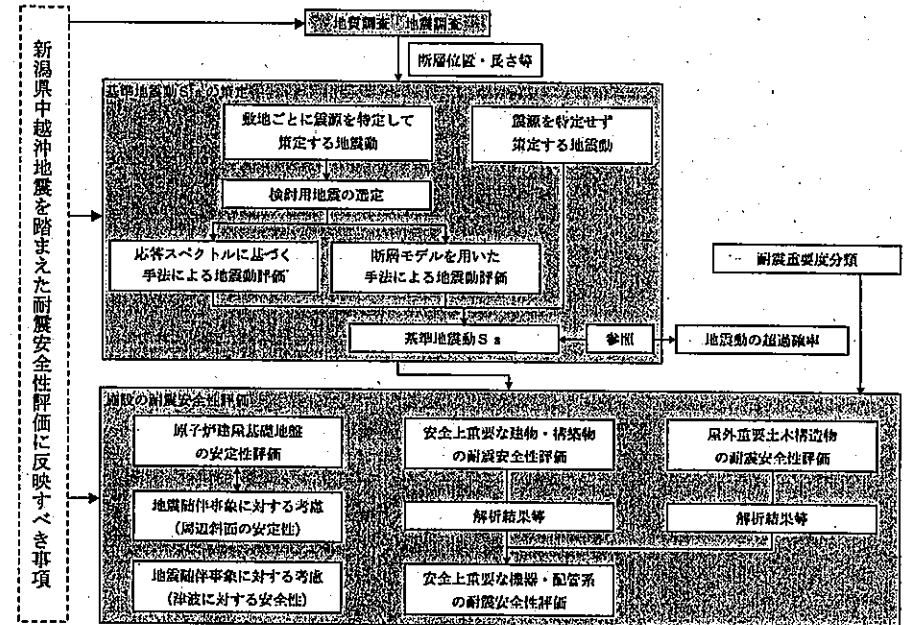 新潟県中越沖地震を踏まえた耐震安全性評価に反映すべき事項
地質調査・地震調査
断層位置・長さ等
基準地震動Ｓｓの策定
敷地ごとに震源を特定して
策定する地震動
震源を特定せず
策定する地震動
検討用地震の選定
応答スペクトルに基づく
手法による地震動評価
断層モデルを用いた
手法による地震動評価
耐震重要度分類
基準地震動Ｓｓ
参照
地震動の超過確率
施設の耐震安全性評価
原子炉建屋基礎地盤
の安定性評価
安全上重要な建物・構築物
の耐震安全性評価
屋外重要土木構造物
の耐震安全性評価
地震随伴事象に対する考慮
(周辺斜面の安定性)
解析結果等
解析結果等
地震随伴事象に対する考慮
(津波に対する安全性)
安全上重要な機器・配管系
の耐震安全性評価